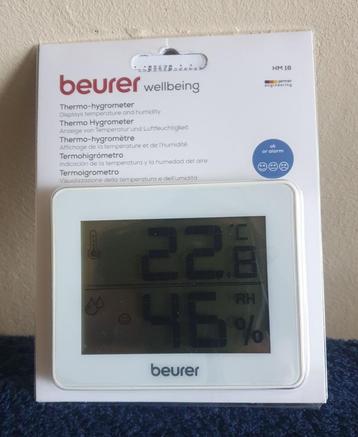 beurer wellbeing
HM 16
german
engineering
Thermo-hygrometer
Displays temperature and humidity
Thermo Hygrometer
Anzeige von Temperatur und Luftfeuchtigkeit
Thermo-hygromètre
Affichage de la température et de l'humidité
Termohigrómetro
Indicación de la temperatura y la humedad del aire
Termoigrometro
Visualizzazione della temperatura e dell'umidità
ok
or alarm
22.8 °C
46 % RH
beurer